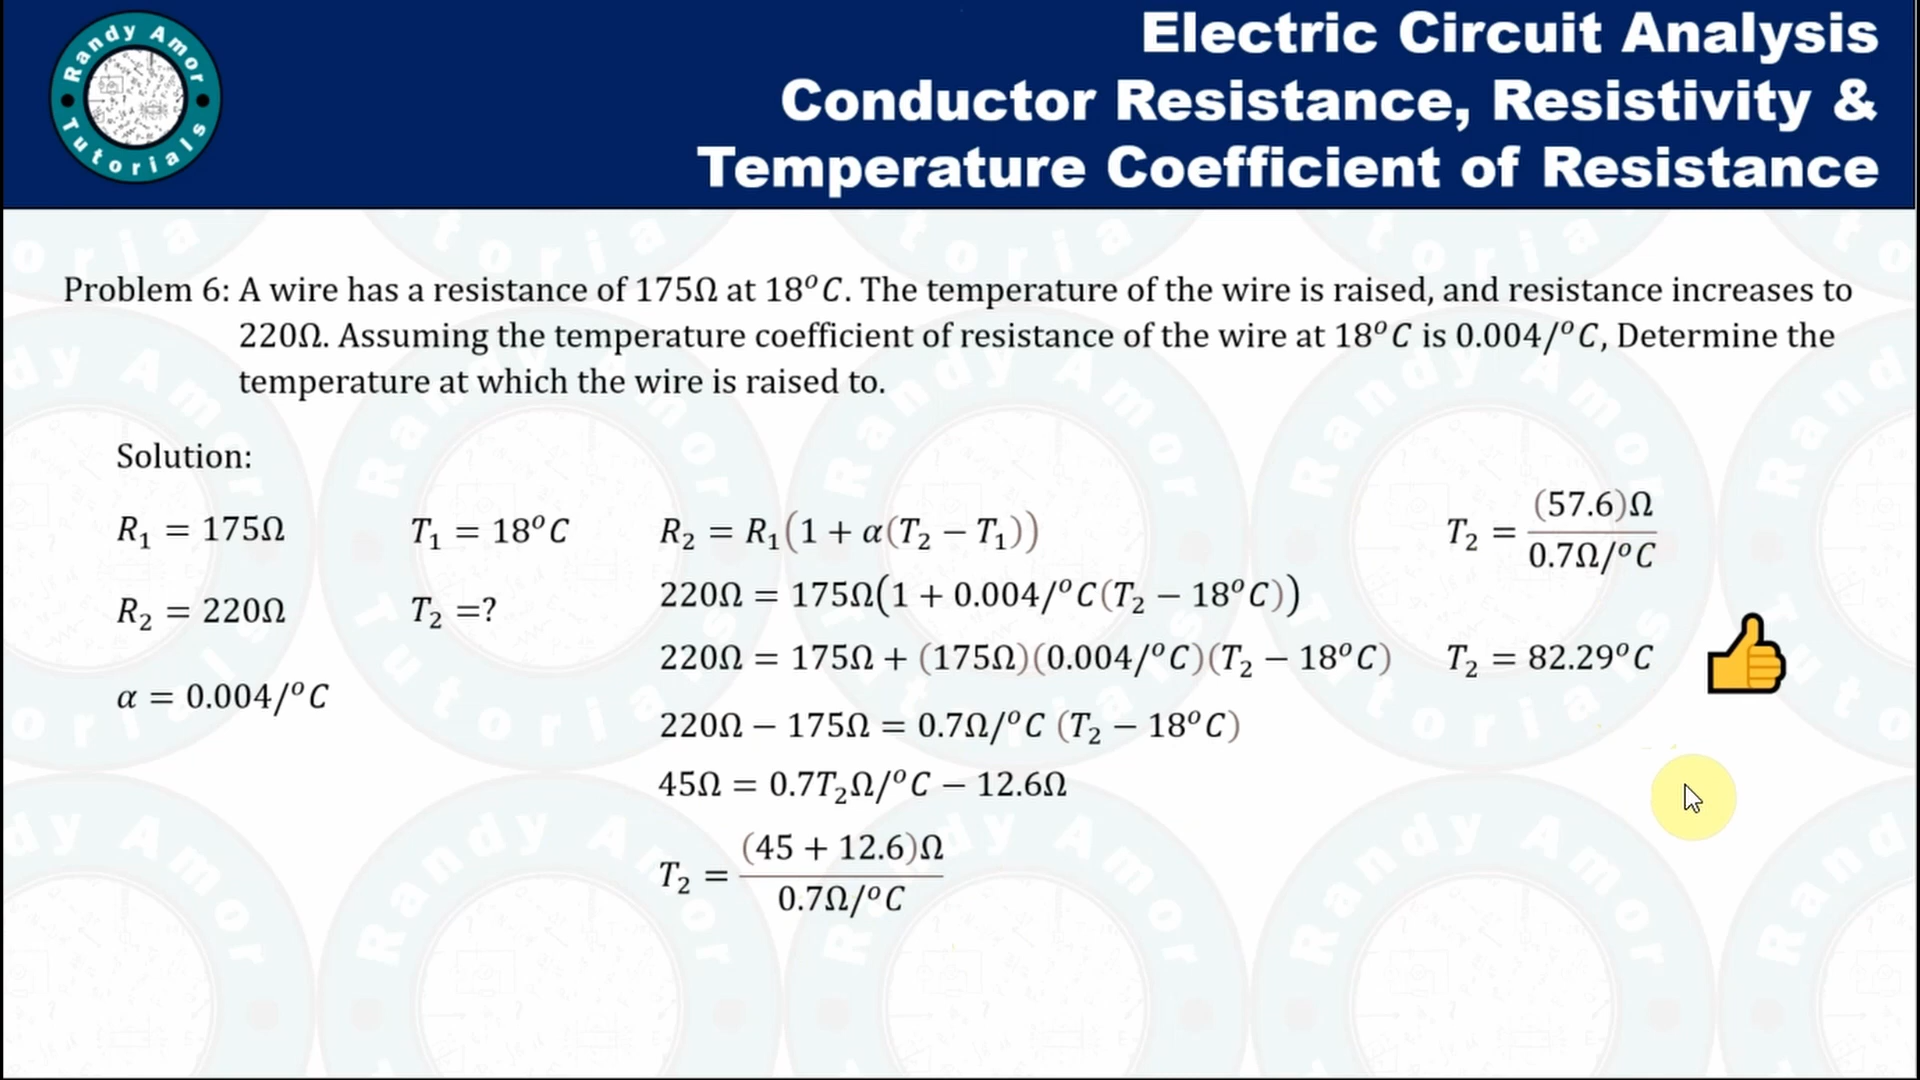 Randy Amor
Tutorials
Electric Circuit Analysis
Conductor Resistance, Resistivity &
Temperature Coefficient of Resistance
Problem 6: A wire has a resistance of 175Ω at 18°C. The temperature of the wire is raised, and resistance increases to
220Ω. Assuming the temperature coefficient of resistance of the wire at 18°C is 0.004/°C, Determine the
temperature at which the wire is raised to.
Solution:
R₁ = 175Ω
R₂ = 220Ω
α = 0.004/°C
T₁ = 18°C
T₂ =?
R₂ = R₁(1 + α(T₂ − T₁))
220Ω = 175Ω(1 + 0.004/°C(T₂ − 18°C))
220Ω = 175Ω + (175Ω)(0.004/°C)(T₂ − 18°C)
220Ω − 175Ω = 0.7Ω/°C (T₂ − 18°C)
45Ω = 0.7T₂Ω/°C − 12.6Ω
T₂ = (45 + 12.6)Ω / 0.7Ω/°C
T₂ = (57.6)Ω / 0.7Ω/°C
T₂ = 82.29°C